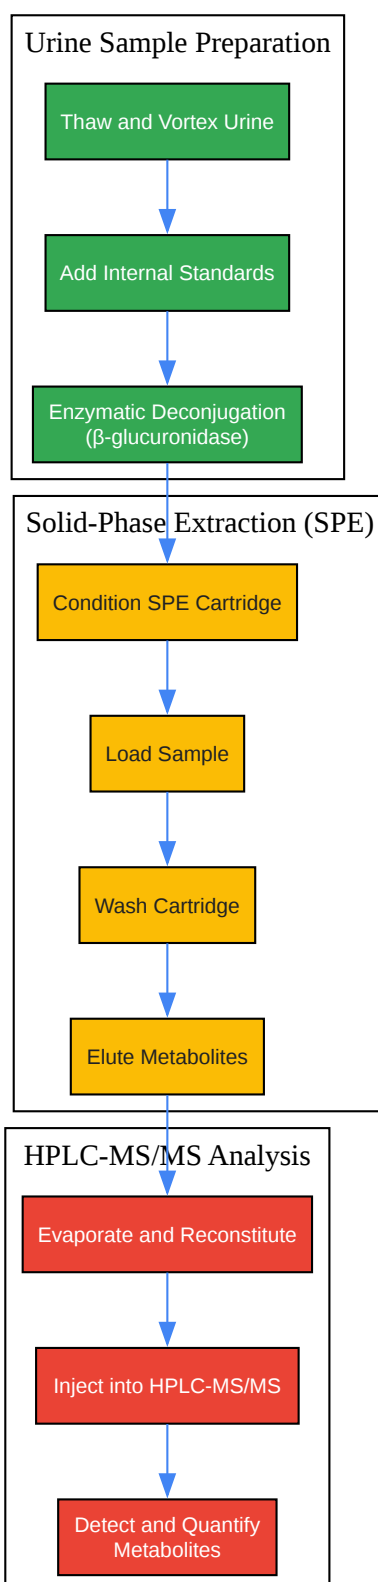 Urine Sample Preparation
Thaw and Vortex Urine
Add Internal Standards
Enzymatic Deconjugation
(β-glucuronidase)
Solid-Phase Extraction (SPE)
Condition SPE Cartridge
Load Sample
Wash Cartridge
Elute Metabolites
HPLC-MS/MS Analysis
Evaporate and Reconstitute
Inject into HPLC-MS/MS
Detect and Quantify
Metabolites